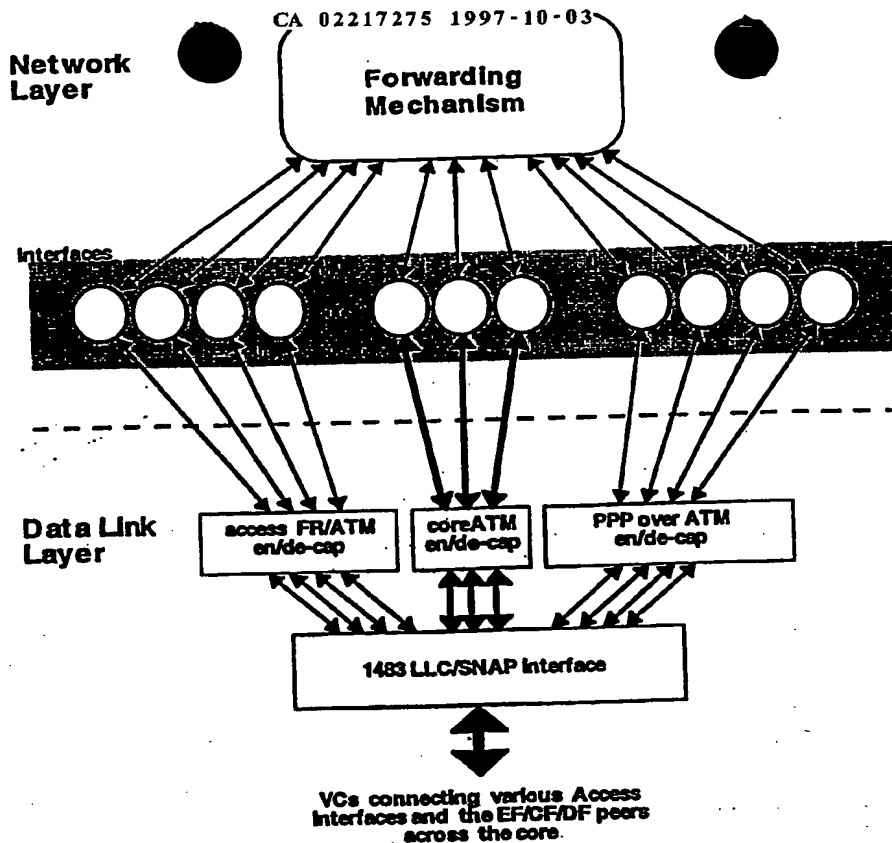 CA 02217275 1997-10-03
Network
Layer
Forwarding
Mechanism
Interfaces
Data Link
Layer
access FR/ATM
en/de-cap
coreATM
en/de-cap
PPP over ATM
en/de-cap
1483 LLC/SNAP Interface
VCs connecting various Access
Interfaces and the EF/CF/DF peers
across the core.